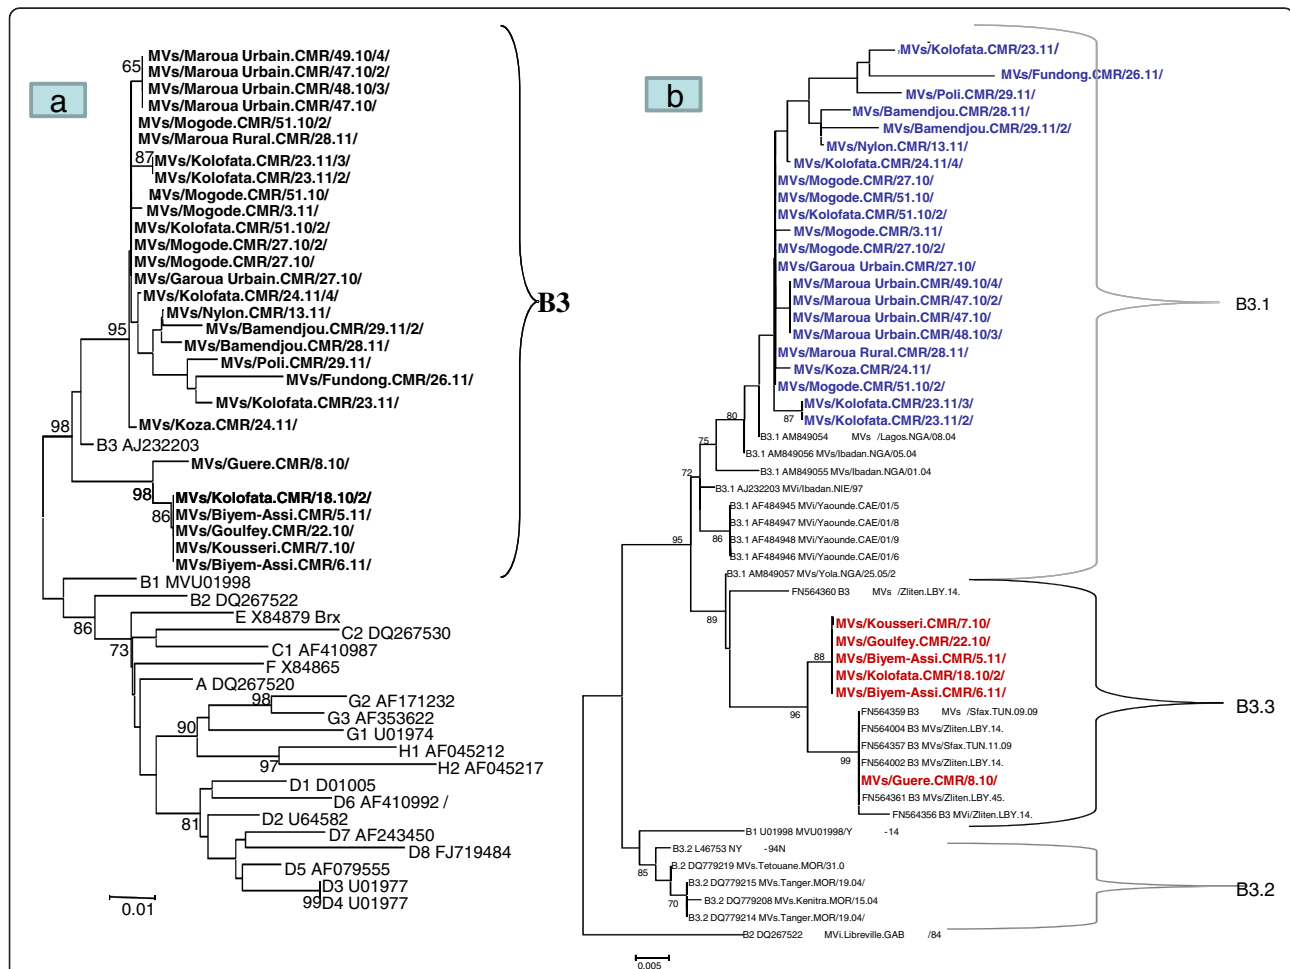 a
65
MVs/Maroua Urbain.CMR/49.10/4/
MVs/Maroua Urbain.CMR/47.10/2/
MVs/Maroua Urbain.CMR/48.10/3/
MVs/Maroua Urbain.CMR/47.10/
MVs/Mogode.CMR/51.10/2/
MVs/Maroua Rural.CMR/28.11/
87
MVs/Kolofata.CMR/23.11/3/
MVs/Kolofata.CMR/23.11/2/
MVs/Mogode.CMR/51.10/
MVs/Mogode.CMR/3.11/
MVs/Kolofata.CMR/51.10/2/
MVs/Mogode.CMR/27.10/2/
MVs/Mogode.CMR/27.10/
MVs/Garoua Urbain.CMR/27.10/
MVs/Kolofata.CMR/24.11/4/
MVs/Nylon.CMR/13.11/
95
MVs/Bamendjou.CMR/29.11/2/
MVs/Bamendjou.CMR/28.11/
MVs/Poli.CMR/29.11/
MVs/Fundong.CMR/26.11/
MVs/Kolofata.CMR/23.11/
MVs/Koza.CMR/24.11/
98
B3 AJ232203
MVs/Guere.CMR/8.10/
98
MVs/Kolofata.CMR/18.10/2/
86
MVs/Biyem-Assi.CMR/5.11/
MVs/Goulfey.CMR/22.10/
MVs/Kousseri.CMR/7.10/
MVs/Biyem-Assi.CMR/6.11/
B3
B1 MVU01998
B2 DQ267522
86
E X84879 Brx
C2 DQ267530
73
C1 AF410987
F X84865
A DQ267520
98
G2 AF171232
G3 AF353622
90
G1 U01974
H1 AF045212
97
H2 AF045217
D1 D01005
D6 AF410992 /
81
D2 U64582
D7 AF243450
D8 FJ719484
D5 AF079555
D3 U01977
99
D4 U01977
0.01
b
MVs/Kolofata.CMR/23.11/
MVs/Fundong.CMR/26.11/
MVs/Poli.CMR/29.11/
MVs/Bamendjou.CMR/28.11/
MVs/Bamendjou.CMR/29.11/2/
MVs/Nylon.CMR/13.11/
MVs/Kolofata.CMR/24.11/4/
MVs/Mogode.CMR/27.10/
MVs/Mogode.CMR/51.10/
MVs/Kolofata.CMR/51.10/2/
MVs/Mogode.CMR/3.11/
MVs/Mogode.CMR/27.10/2/
MVs/Garoua Urbain.CMR/27.10/
MVs/Maroua Urbain.CMR/49.10/4/
MVs/Maroua Urbain.CMR/47.10/2/
MVs/Maroua Urbain.CMR/47.10/
MVs/Maroua Urbain.CMR/48.10/3/
MVs/Maroua Rural.CMR/28.11/
MVs/Koza.CMR/24.11/
MVs/Mogode.CMR/51.10/2/
MVs/Kolofata.CMR/23.11/3/
87
MVs/Kolofata.CMR/23.11/2/
80
B3.1 AM849054 MVs /Lagos.NGA/08.04
75
B3.1 AM849056 MVs/Ibadan.NGA/05.04
72
B3.1 AM849055 MVs/Ibadan.NGA/01.04
B3.1 AJ232203 MVi/Ibadan.NIE/97
B3.1 AF484945 MVi/Yaounde.CAE/01/5
B3.1 AF484947 MVi/Yaounde.CAE/01/8
86
B3.1 AF484948 MVi/Yaounde.CAE/01/9
95
B3.1 AF484946 MVi/Yaounde.CAE/01/6
B3.1 AM849057 MVs/Yola.NGA/25.05/2
B3.1
FN564360 B3 MVs /Zliten.LBY.14.
89
MVs/Kousseri.CMR/7.10/
MVs/Goulfey.CMR/22.10/
88
MVs/Biyem-Assi.CMR/5.11/
MVs/Kolofata.CMR/18.10/2/
MVs/Biyem-Assi.CMR/6.11/
96
FN564359 B3 MVs /Sfax.TUN.09.09
FN564004 B3 MVs/Zliten.LBY.14.
FN564357 B3 MVs/Sfax.TUN.11.09
99
FN564002 B3 MVs/Zliten.LBY.14.
MVs/Guere.CMR/8.10/
FN564361 B3 MVs/Zliten.LBY.45.
FN564356 B3 MVi/Zliten.LBY.14.
B3.3
B1 U01998 MVU01998/Y -14
B3.2 L46753 NY -94N
85
B.2 DQ779219 MVs.Tetouane.MOR/31.0
B3.2 DQ779215 MVs.Tanger.MOR/19.04/
70
B3.2 DQ779208 MVs.Kenitra.MOR/15.04
B3.2 DQ779214 MVs.Tanger.MOR/19.04/
B3.2
B2 DQ267522 MVi.Libreville.GAB /84
0.005